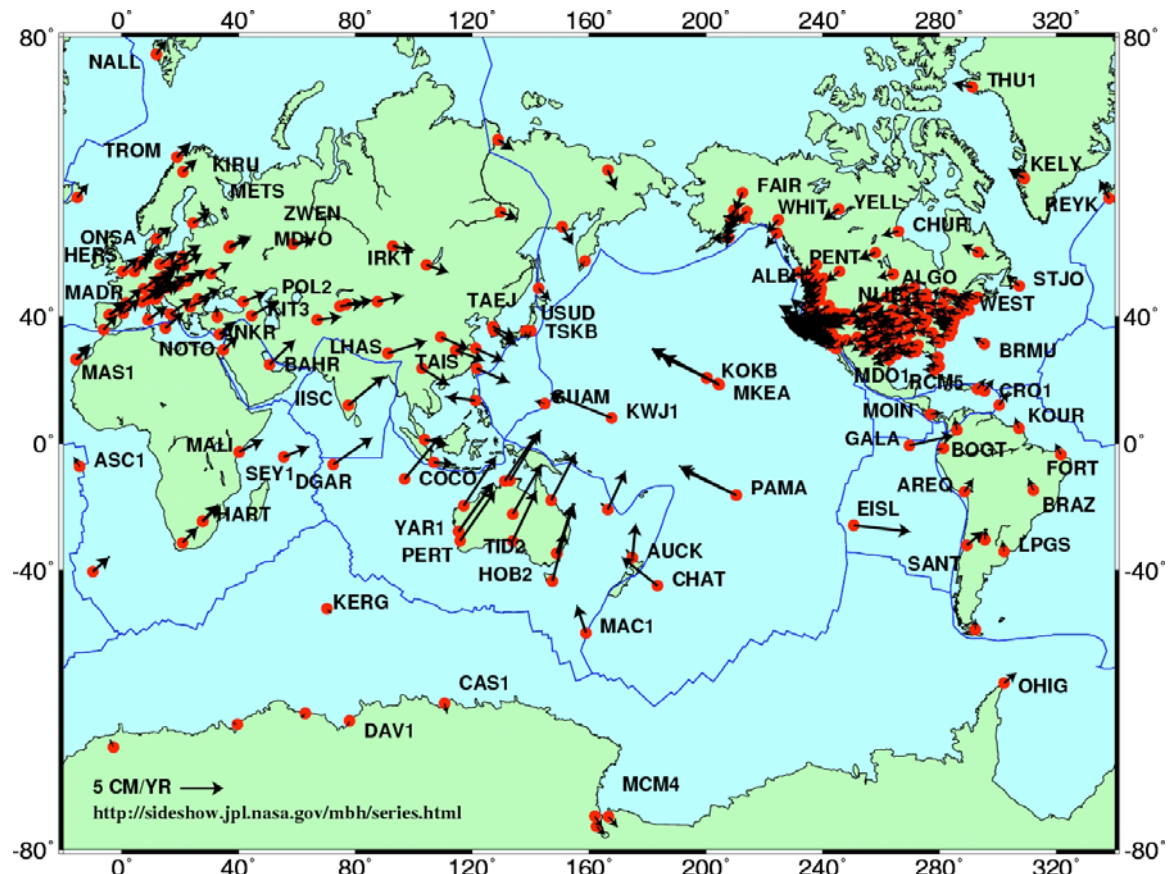 0° 40° 80° 120° 160° 200° 240° 280° 320°
80° 80°
NALL
THU1
TROM
KIRU
KELY
METS
FAIR
REYK
ZWEN
WHIT YELL
ONSA
MDVO
CHUR
HERS
IRKT
PENT
ALBH
ALGO
STJO
MADR
POL2
TAEJ
NLIB
WEST
KIT3
USUD
40° 40°
ANKR
TSKB
NOTO
LHAS
BRMU
TAIS
KOKB
MAS1
BAHR
MDO1
RCM5
MKEA
CRO1
IISC
GUAM
KWJ1
MOIN
KOUR
MALI
GALA
0° 0°
BOGT
ASC1
SEY1
FORT
DGAR
COCO
AREQ
PAMA
BRAZ
EISL
YAR1
LPGS
PERT
TID2
AUCK
SANT
HOB2
CHAT
-40° -40°
KERG
MAC1
CAS1
OHIG
DAV1
MCM4
5 CM/YR
http://sideshow.jpl.nasa.gov/mbh/series.html
-80° -80°
0° 40° 80° 120° 160° 200° 240° 280° 320°